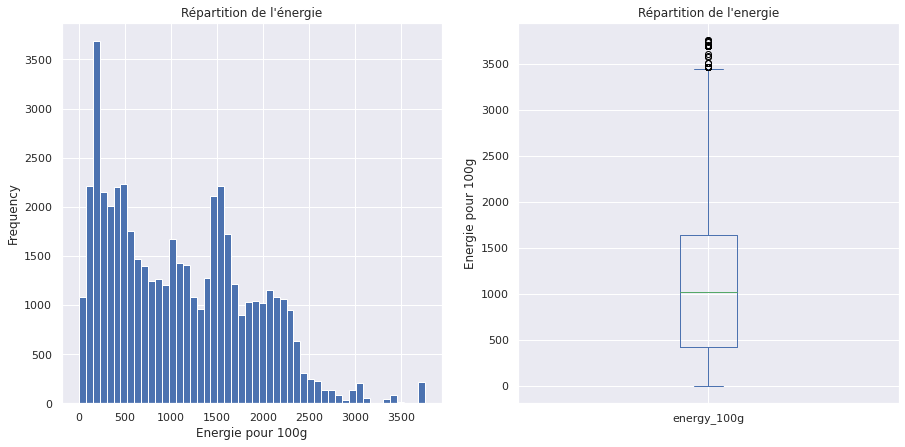 Répartition de l'énergie
3500
3000
2500
2000
1500
1000
500
0
Frequency
0 500 1000 1500 2000 2500 3000 3500
Energie pour 100g
Répartition de l'energie
3500
3000
2500
2000
1500
1000
500
0
Energie pour 100g
energy_100g